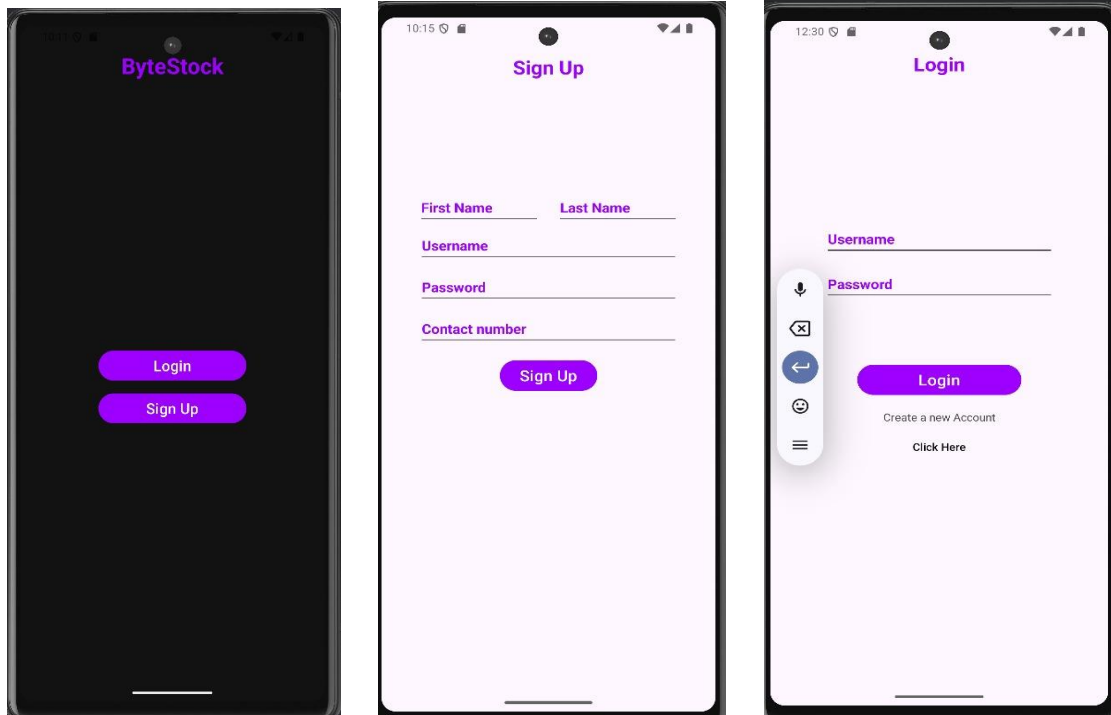 ByteStock
Login
Sign Up
10:15
Sign Up
First Name Last Name
Username
Password
Contact number
Sign Up
12:30
Login
Username
Password
Login
Create a new Account
Click Here